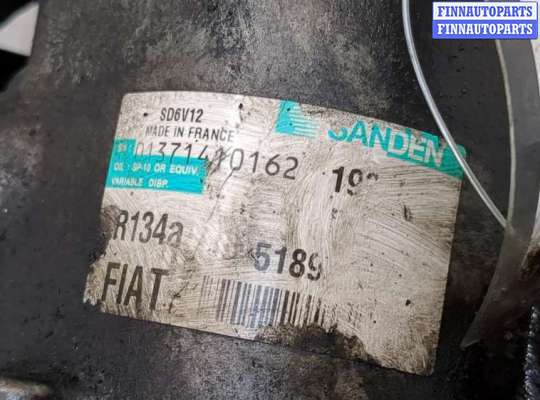 FINNAUTOPARTS
FINNAUTOPARTS
SD6V12
MADE IN FRANCE
SANDEN
S/N
OIL : SP-10 OR EQUIV.
VARIABLE DISP.
R134a
5189
FIAT